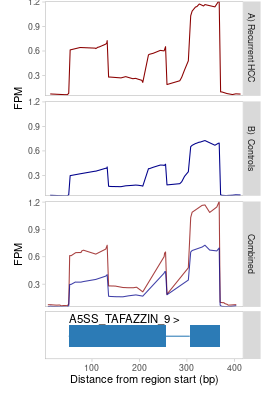 1.2
0.9
0.6
0.3
A) Recurrent HCC
FPM
1.2
0.9
0.6
0.3
B) Controls
1.2
0.9
0.6
0.3
Combined
FPM
A5SS_TAFAZZIN_9 >
100 200 300 400
Distance from region start (bp)